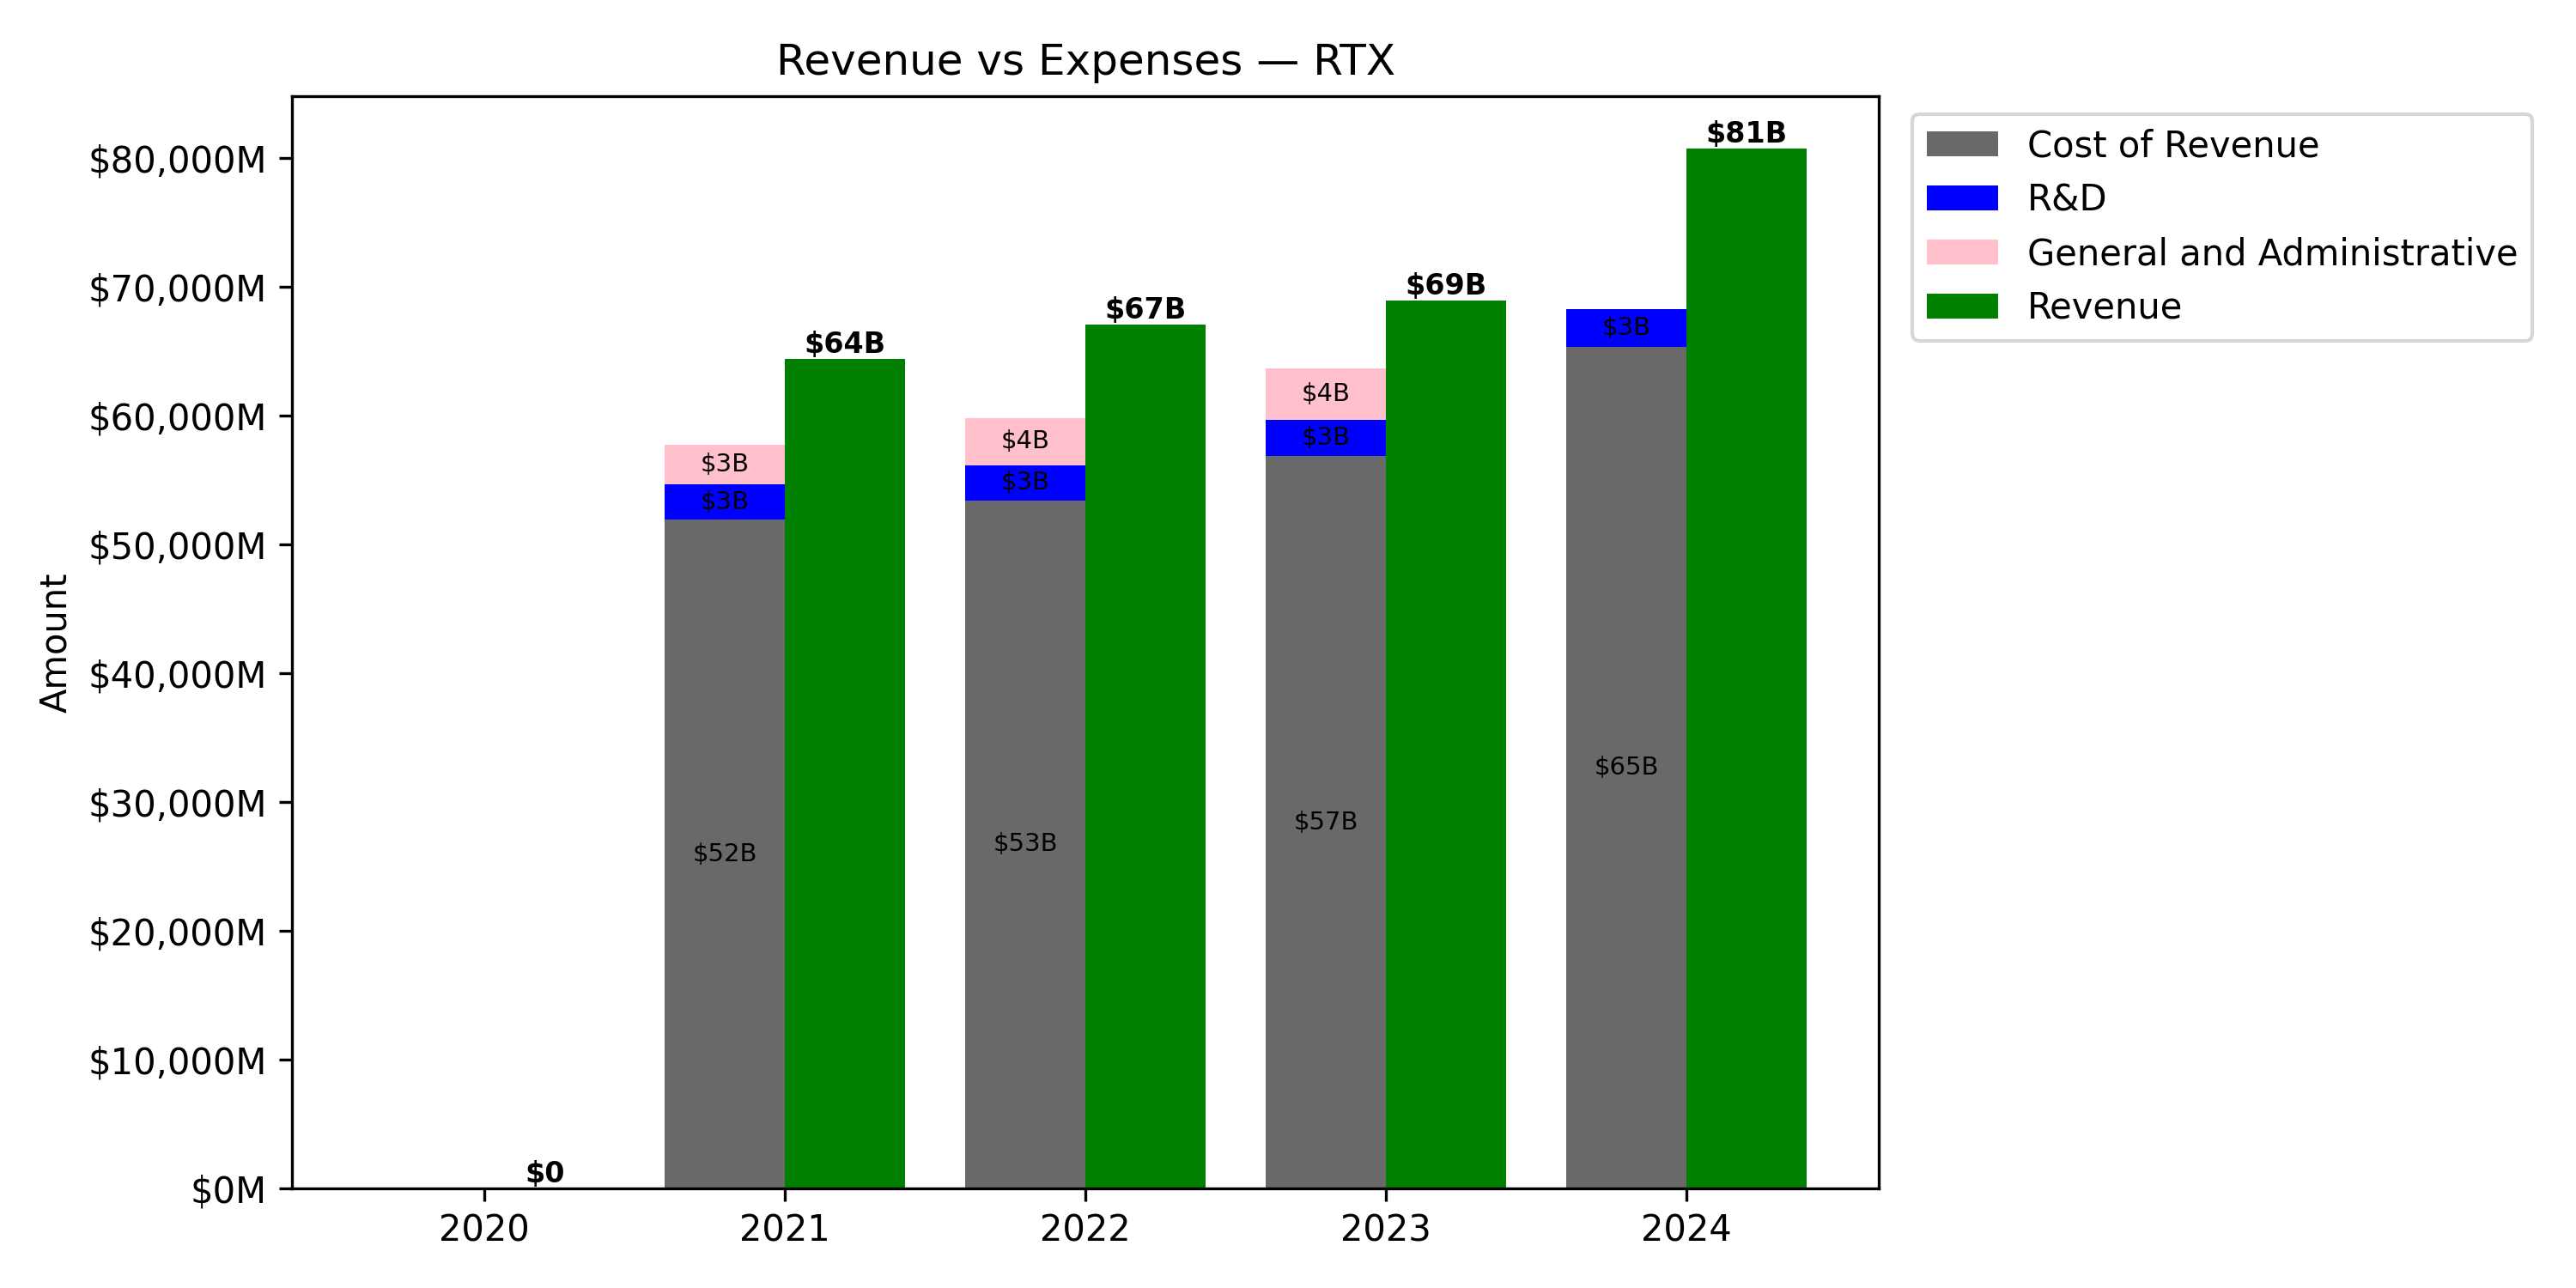 Revenue vs Expenses — RTX
Amount
$80,000M
$70,000M
$60,000M
$50,000M
$40,000M
$30,000M
$20,000M
$10,000M
$0M
$0
$64B
$3B
$3B
$52B
$67B
$4B
$3B
$53B
$69B
$4B
$3B
$57B
$81B
$3B
$65B
2020
2021
2022
2023
2024
Cost of Revenue
R&D
General and Administrative
Revenue